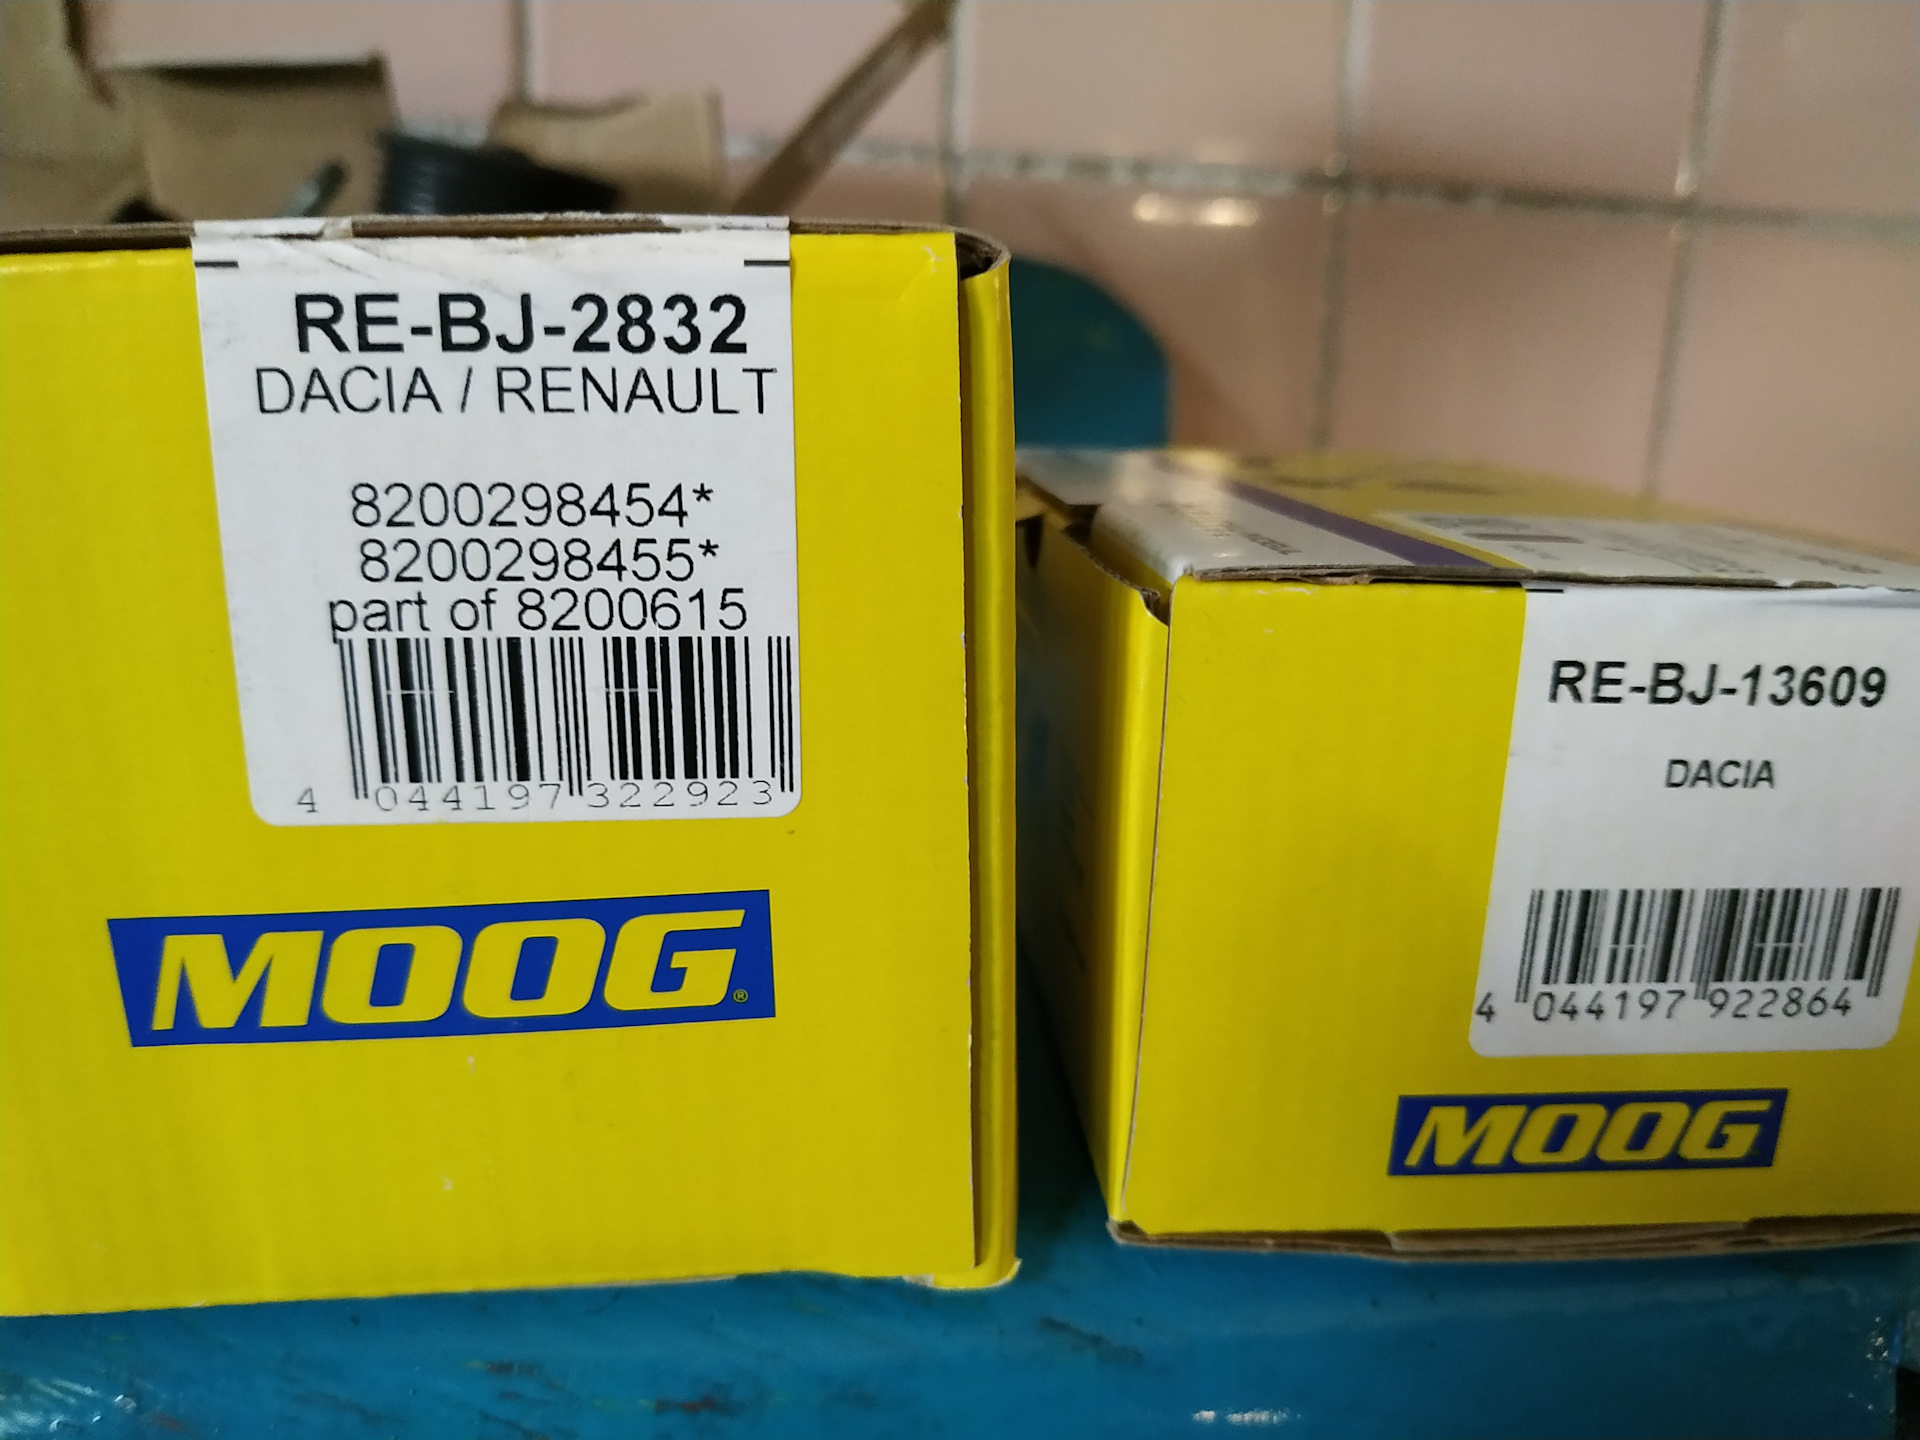 RE-BJ-2832
DACIA / RENAULT
8200298454*
8200298455*
part of 8200615
4 044197 322923
MOOG®
RE-BJ-13609
DACIA
4 044197 922864
MOOG